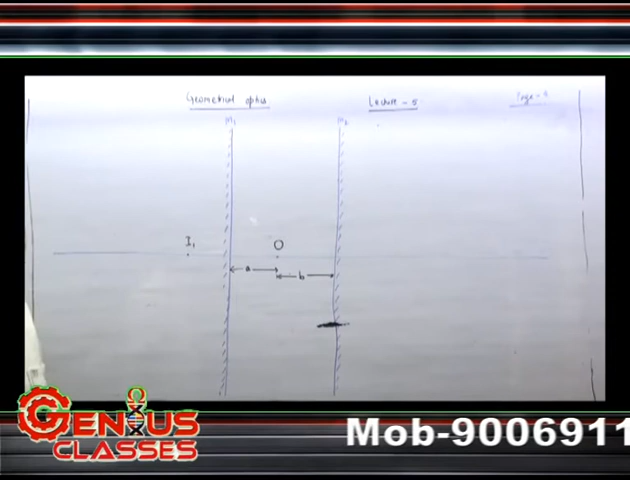 Geometrical optics
Lecture - 5
Page - 4
M₁
M₂
I₁
O
a
b
GENIUS
CLASSES
Mob-9006911